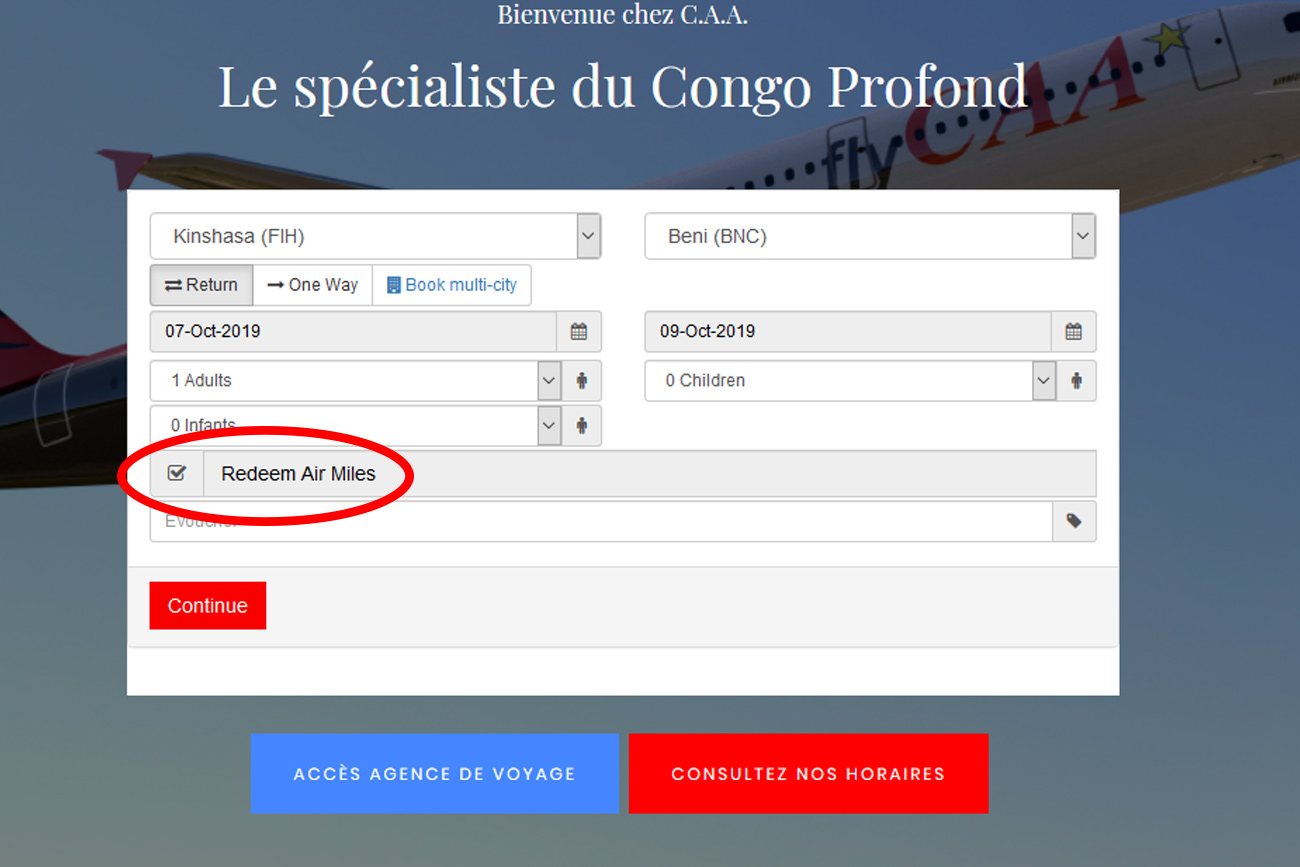 Bienvenue chez C.A.A.
Le spécialiste du Congo Profond
flyCAA
Kinshasa (FIH)
Beni (BNC)
Return
One Way
Book multi-city
07-Oct-2019
09-Oct-2019
1 Adults
0 Children
0 Infants
Redeem Air Miles
Evoucher
Continue
ACCÈS AGENCE DE VOYAGE
CONSULTEZ NOS HORAIRES